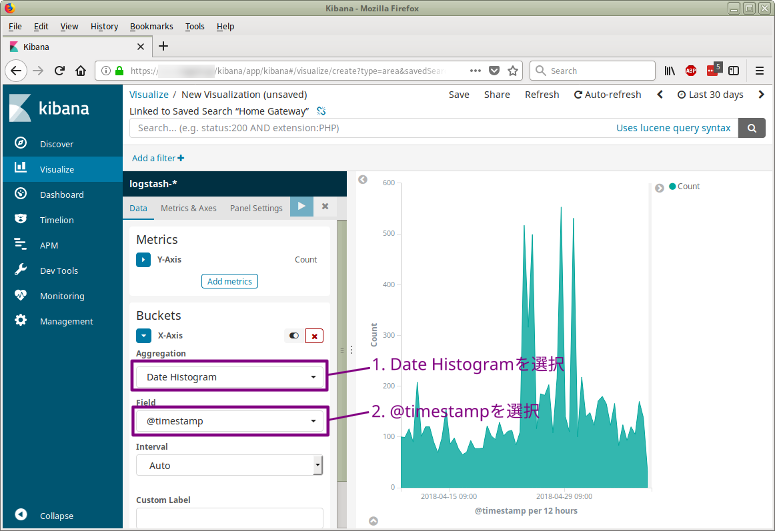 Kibana - Mozilla Firefox
File Edit View History Bookmarks Tools Help
Kibana
https:// /kibana/app/kibana#/visualize/create?type=area&savedSea
Search
ABP
5
kibana
Discover
Visualize
Dashboard
Timelion
APM
Dev Tools
Monitoring
Management
Collapse
Visualize / New Visualization (unsaved)
Save Share Refresh Auto-refresh Last 30 days
Linked to Saved Search “Home Gateway”
Search... (e.g. status:200 AND extension:PHP)
Uses lucene query syntax
Add a filter +
logstash-*
Data Metrics & Axes Panel Settings
Metrics
Y-Axis Count
Add metrics
Buckets
X-Axis
Aggregation
Date Histogram
Field
@timestamp
Interval
Auto
Custom Label
1. Date Histogramを選択
2. @timestampを選択
Count
600
500
400
300
200
100
0
Count
2018-04-15 09:00 2018-04-29 09:00
@timestamp per 12 hours